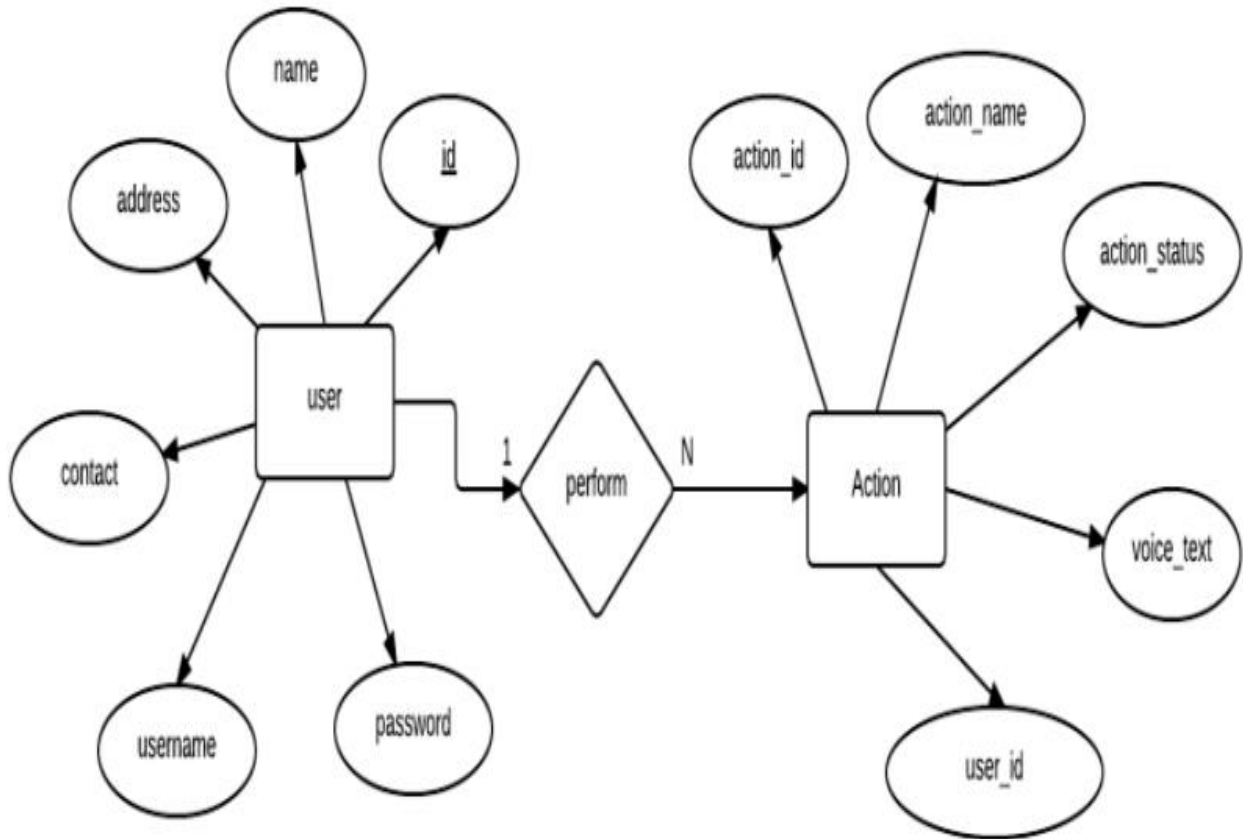 name
id
address
user
contact
username
password
1
perform
N
action_id
action_name
action_status
Action
voice_text
user_id